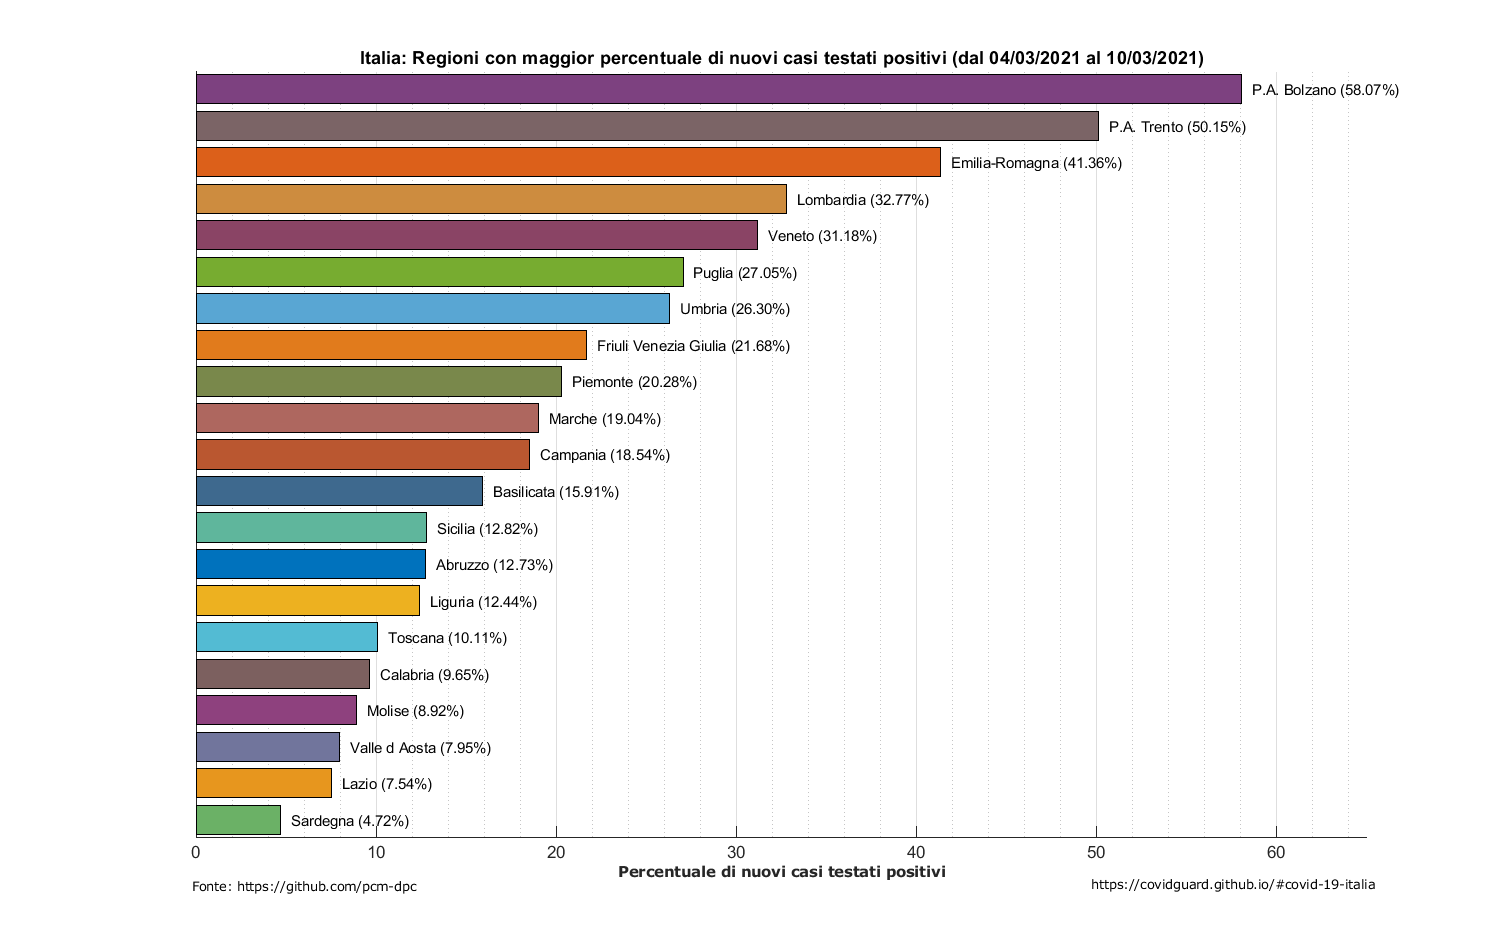 Italia: Regioni con maggior percentuale di nuovi casi testati positivi (dal 04/03/2021 al 10/03/2021)
P.A. Bolzano (58.07%)
P.A. Trento (50.15%)
Emilia-Romagna (41.36%)
Lombardia (32.77%)
Veneto (31.18%)
Puglia (27.05%)
Umbria (26.30%)
Friuli Venezia Giulia (21.68%)
Piemonte (20.28%)
Marche (19.04%)
Campania (18.54%)
Basilicata (15.91%)
Sicilia (12.82%)
Abruzzo (12.73%)
Liguria (12.44%)
Toscana (10.11%)
Calabria (9.65%)
Molise (8.92%)
Valle d Aosta (7.95%)
Lazio (7.54%)
Sardegna (4.72%)
0 10 20 30 40 50 60
Percentuale di nuovi casi testati positivi
Fonte: https://github.com/pcm-dpc
https://covidguard.github.io/#covid-19-italia